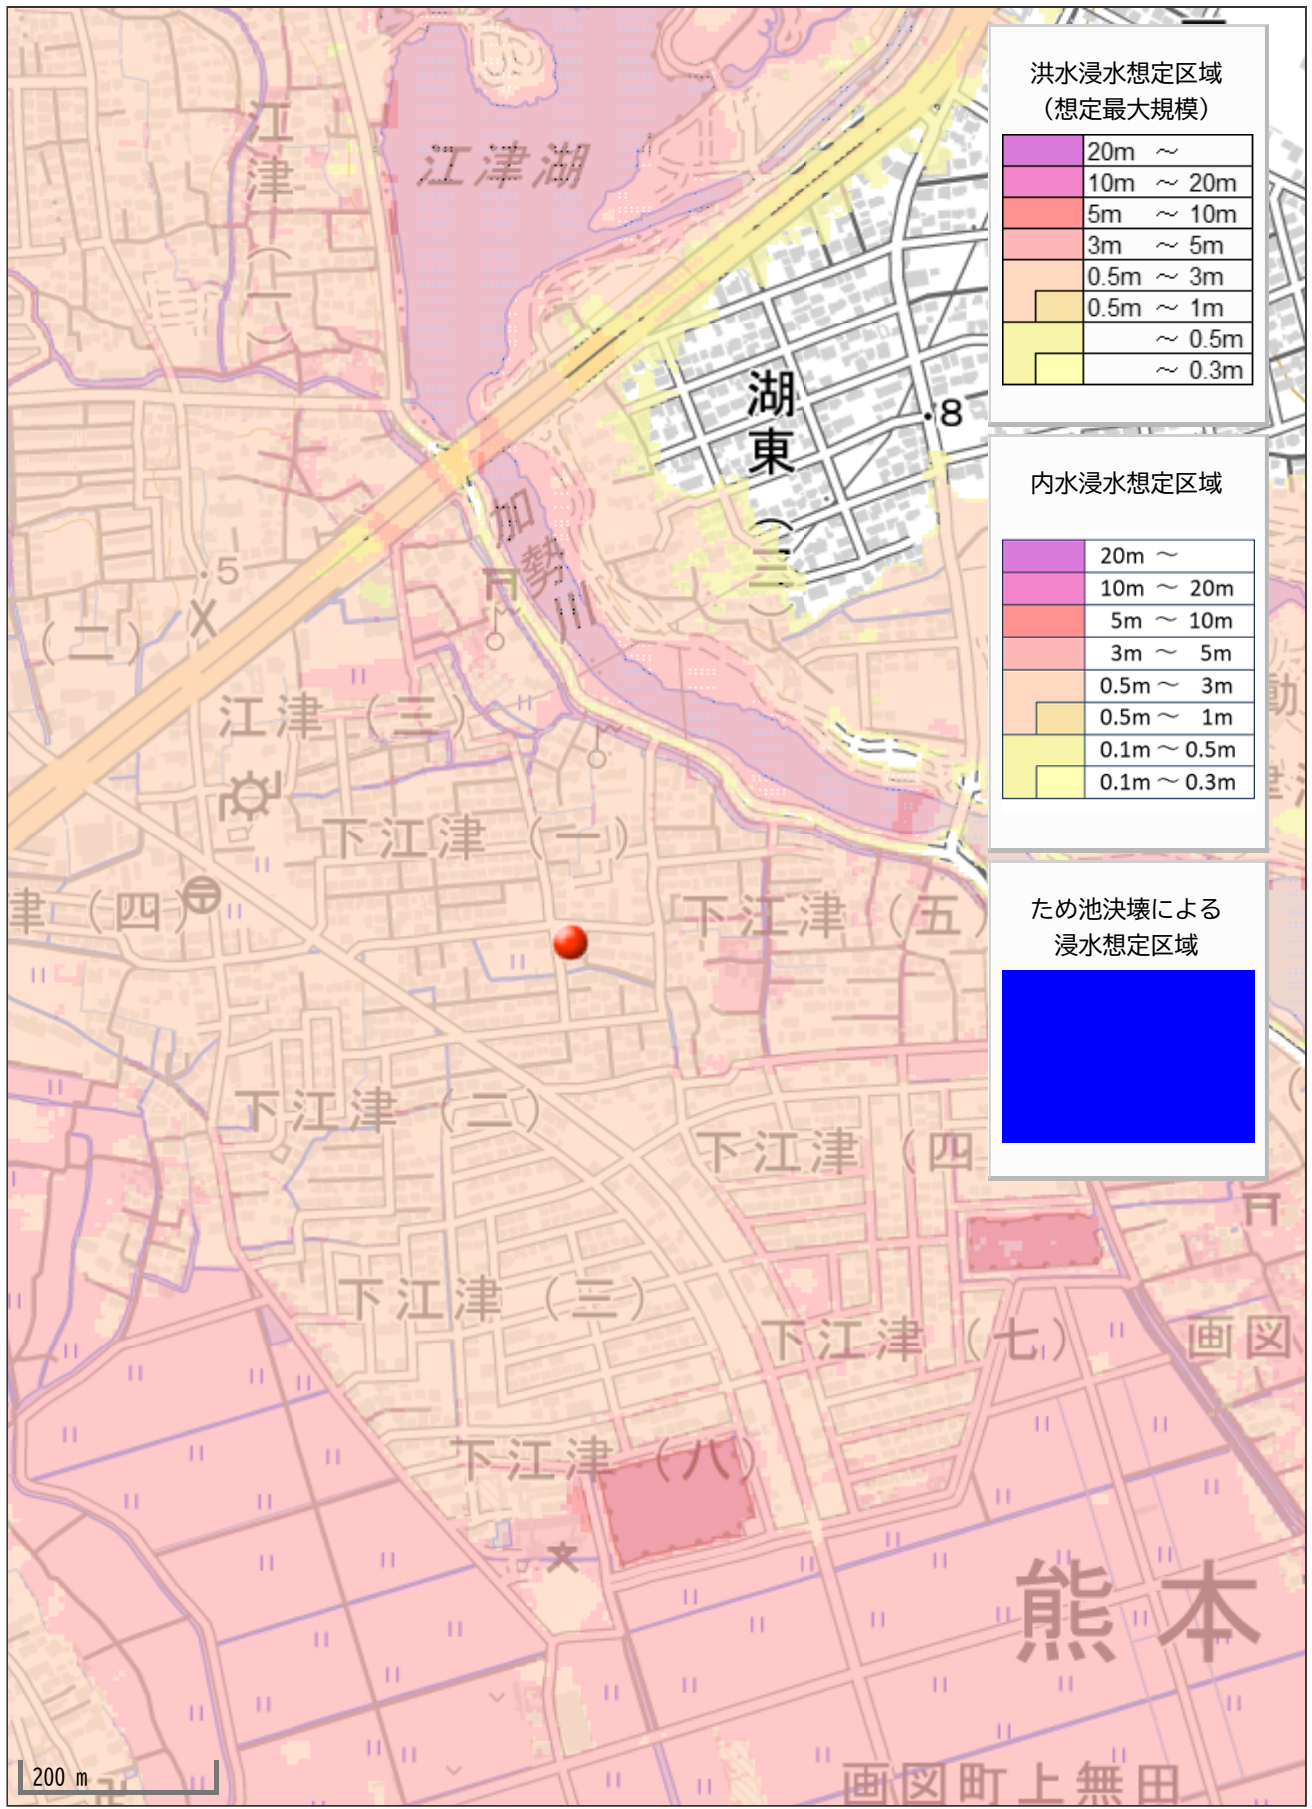 洪水浸水想定区域
（想定最大規模）
20m ～
10m ～ 20m
5m ～ 10m
3m ～ 5m
0.5m ～ 3m
0.5m ～ 1m
～ 0.5m
～ 0.3m
内水浸水想定区域
20m ～
10m ～ 20m
5m ～ 10m
3m ～ 5m
0.5m ～ 3m
0.5m ～ 1m
0.1m ～ 0.5m
0.1m ～ 0.3m
ため池決壊による
浸水想定区域
江津（一）
江津湖
湖東（三）
8
加勢川
5
（二）
江津（三）
動
津
下江津（一）
津（四）
下江津（五）
下江津（二）
下江津（四
下江津（三）
下江津（七）
画図
下江津（八）
熊本
画図町上無田
200 m